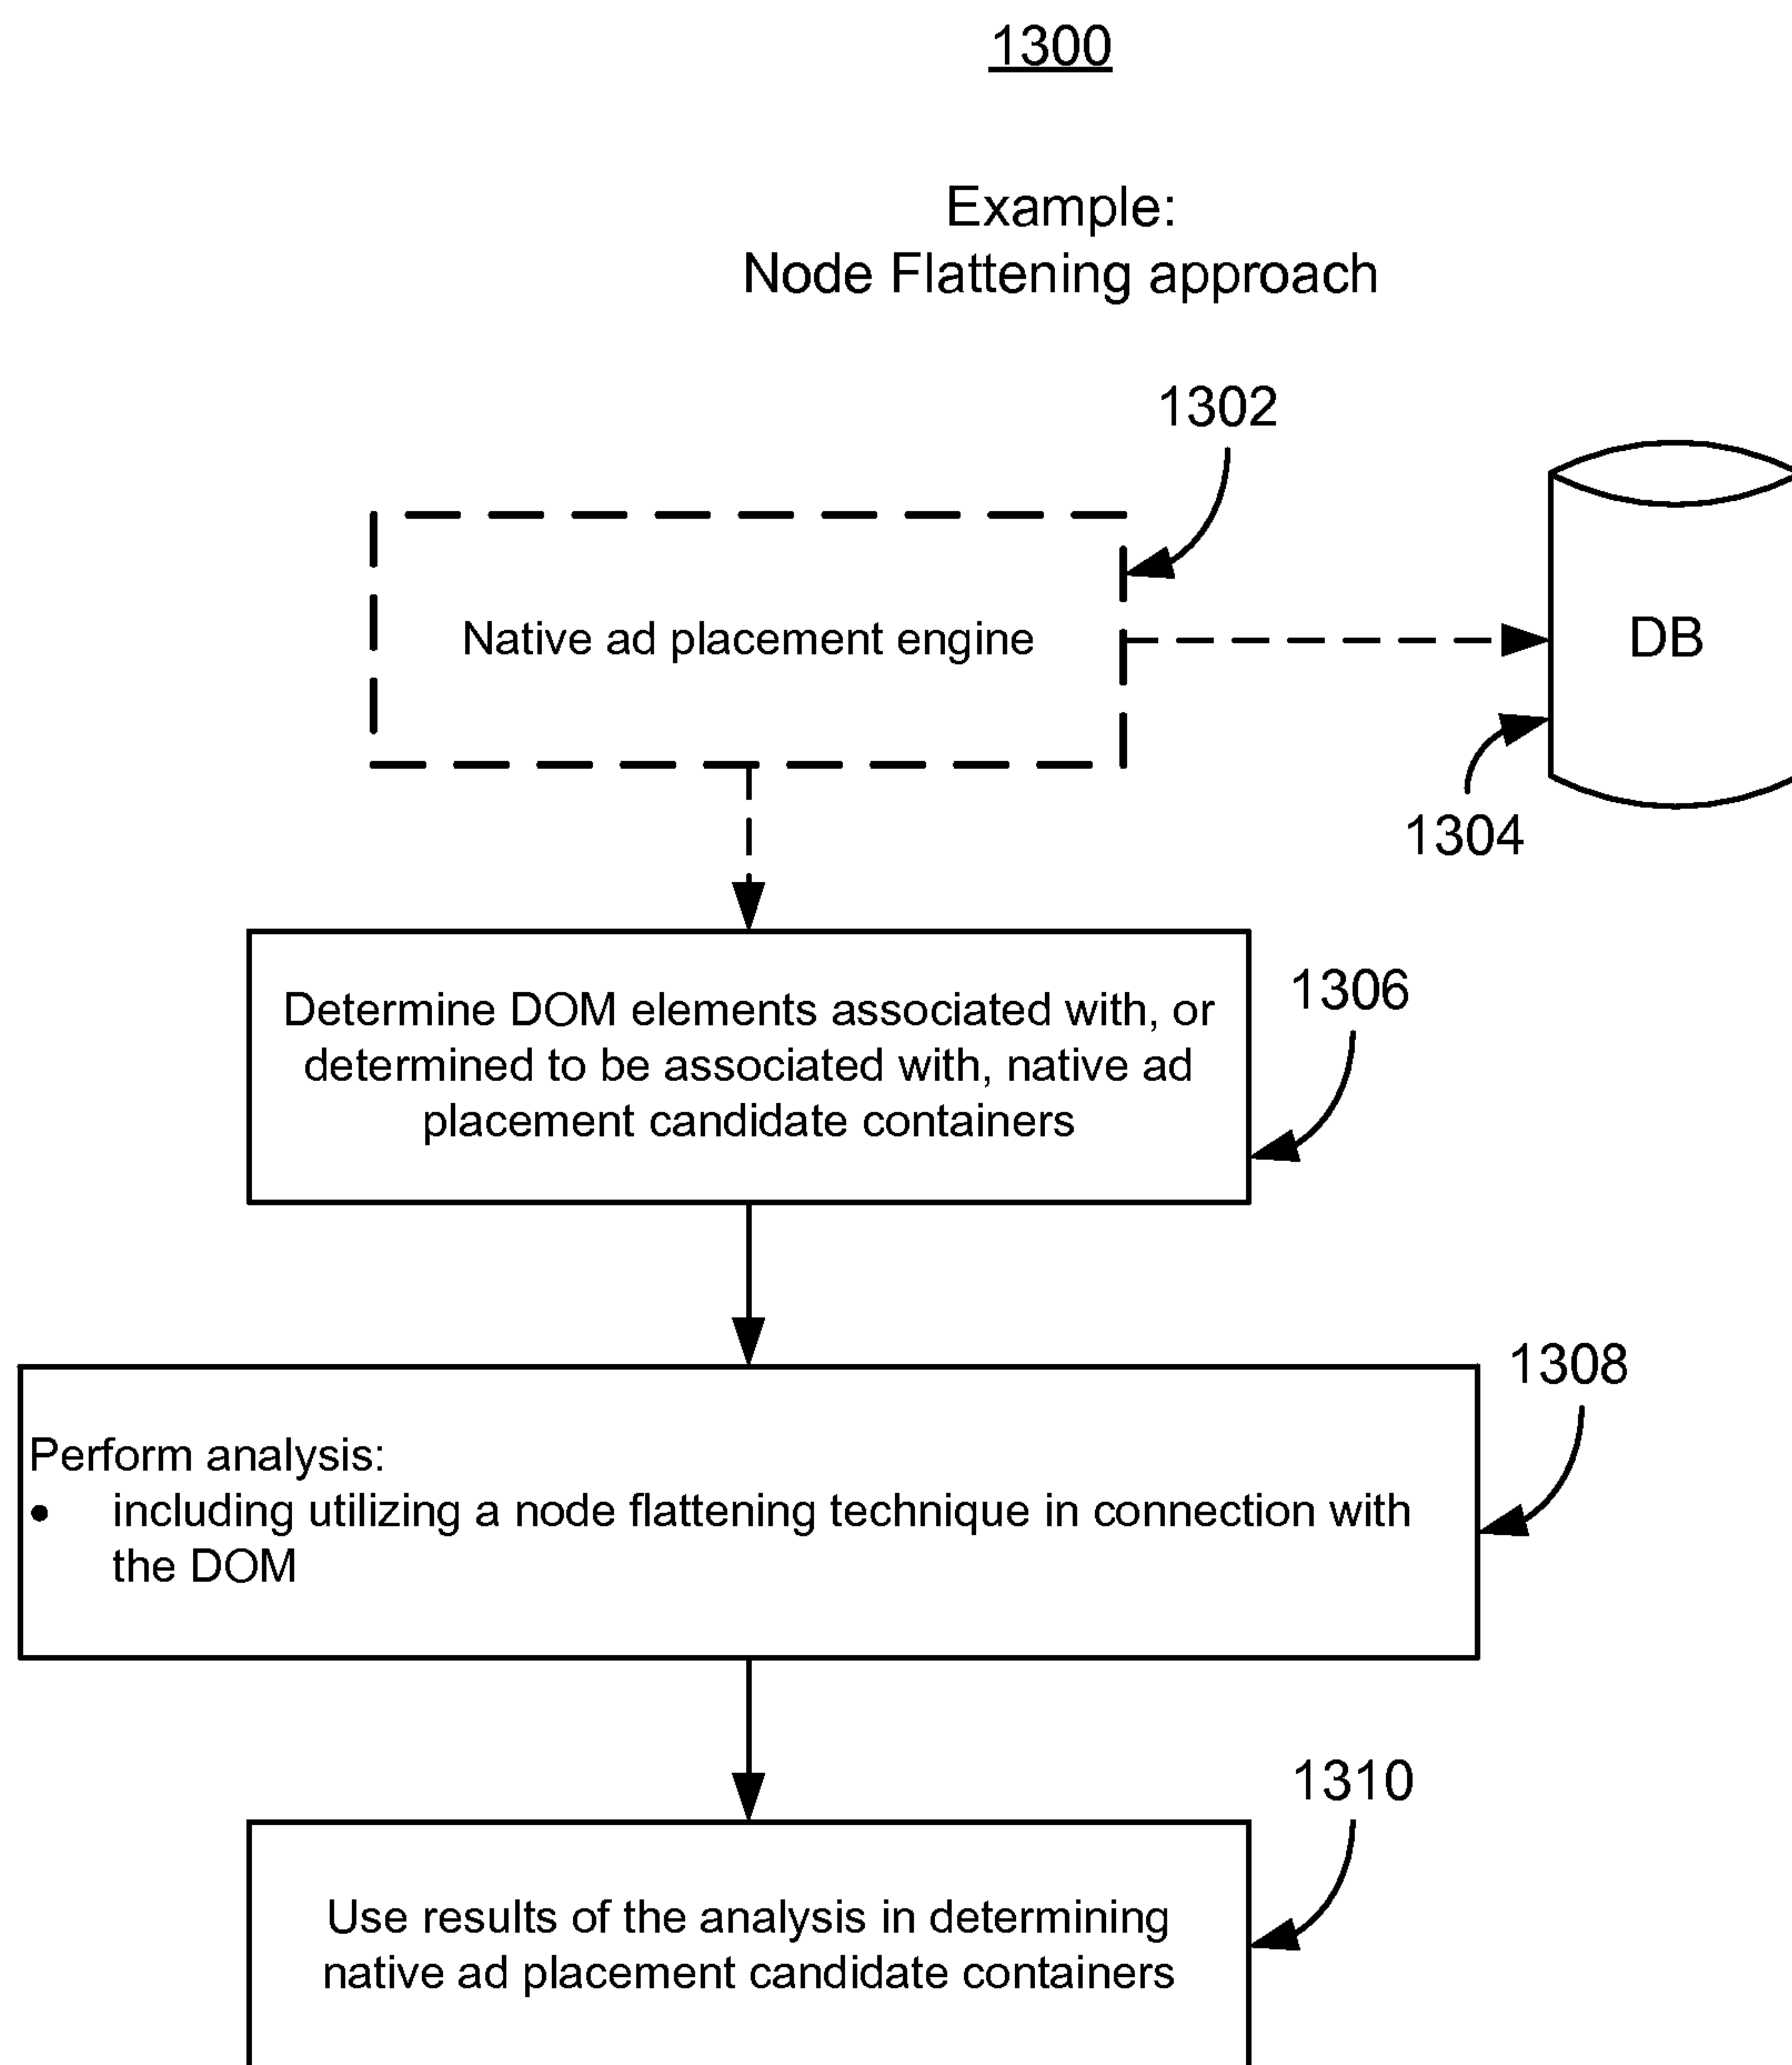 1300
Example:
Node Flattening approach
1302
Native ad placement engine
DB
1304
Determine DOM elements associated with, or
determined to be associated with, native ad
placement candidate containers
1306
1308
Perform analysis:
• including utilizing a node flattening technique in connection with
the DOM
1310
Use results of the analysis in determining
native ad placement candidate containers